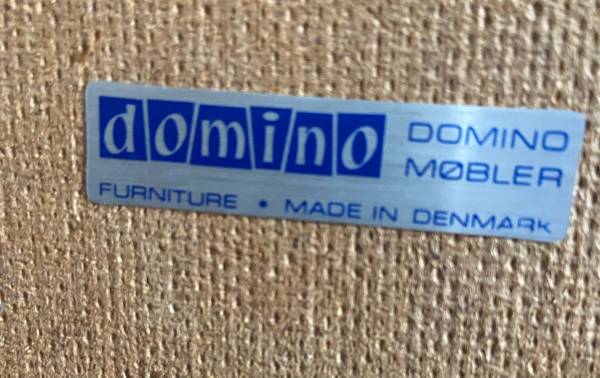 domino
DOMINO
MØBLER
FURNITURE • MADE IN DENMARK